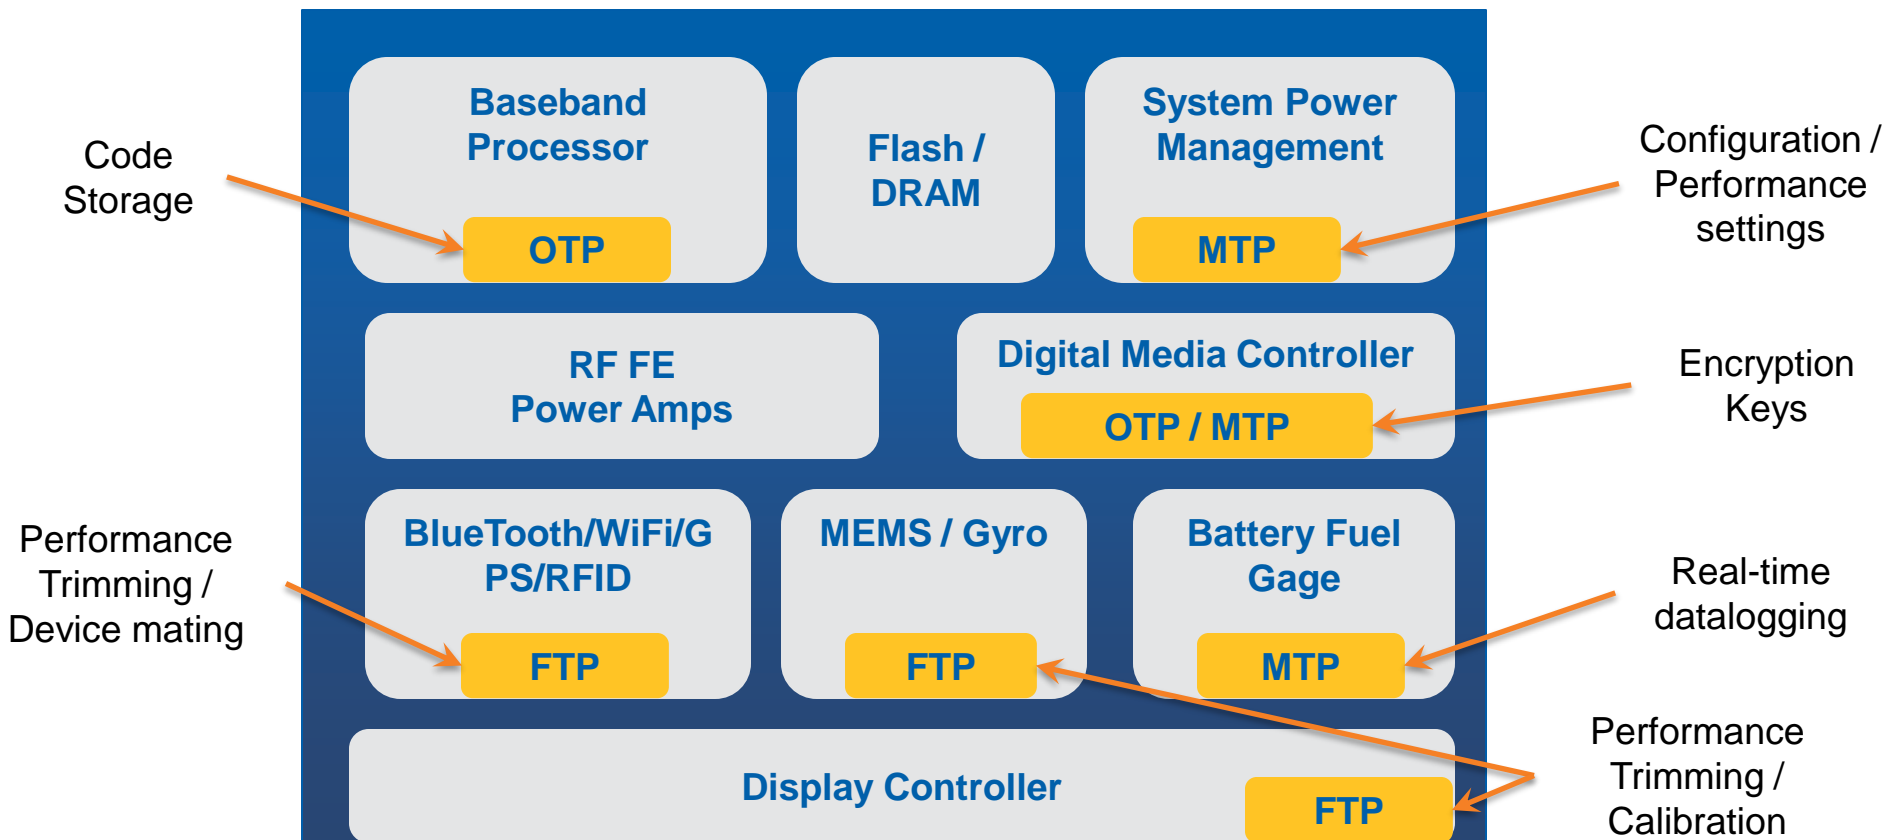 Baseband
Processor
OTP
Flash /
DRAM
System Power
Management
MTP
Code
Storage
Configuration /
Performance
settings
RF FE
Power Amps
Digital Media Controller
OTP / MTP
Encryption
Keys
Performance
Trimming /
Device mating
BlueTooth/WiFi/G
PS/RFID
FTP
MEMS / Gyro
FTP
Battery Fuel
Gage
MTP
Real-time
datalogging
Display Controller
FTP
Performance
Trimming /
Calibration